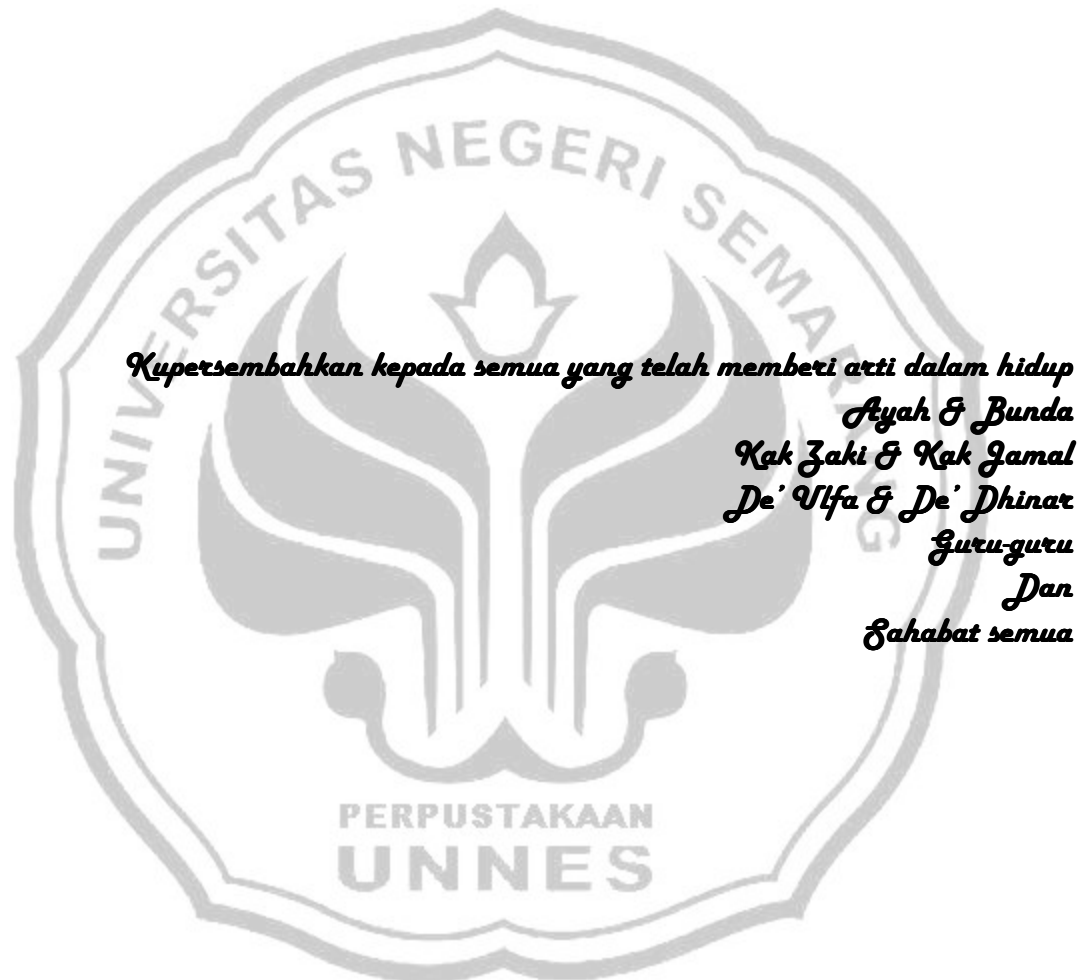 UNIVERSITAS NEGERI SEMARANG
Kupersembahkan kepada semua yang telah memberi arti dalam hidup
Ayah & Bunda
Kak Zaki & Kak Jamal
De' Ulfa & De' Dhinar
Guru-guru
Dan
Sahabat semua
PERPUSTAKAAN
UNNES